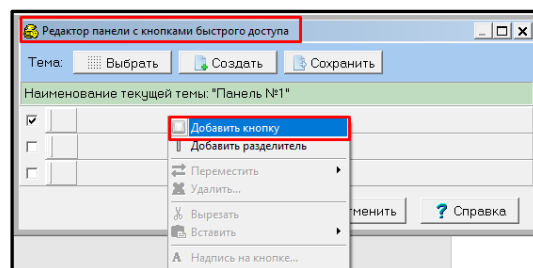 Редактор панели с кнопками быстрого доступа
Тема: Выбрать Создать Сохранить
Наименование текущей темы: "Панель №1"
Добавить кнопку
Добавить разделитель
Переместить
Удалить...
Вырезать
Вставить
А Надпись на кнопке...
? Справка